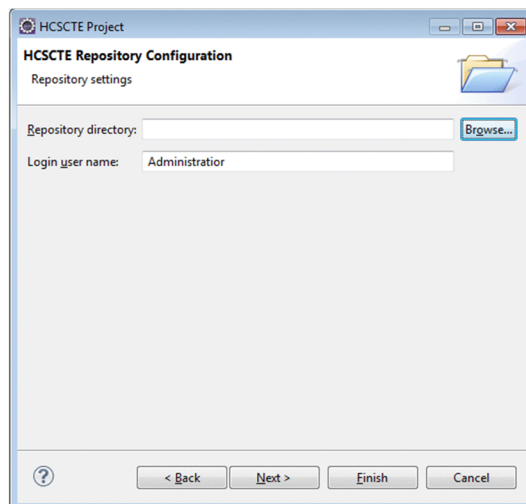 HCSCTE Project
HCSCTE Repository Configuration
Repository settings
Repository directory: Browse...
Login user name: Administratior
? < Back Next > Finish Cancel